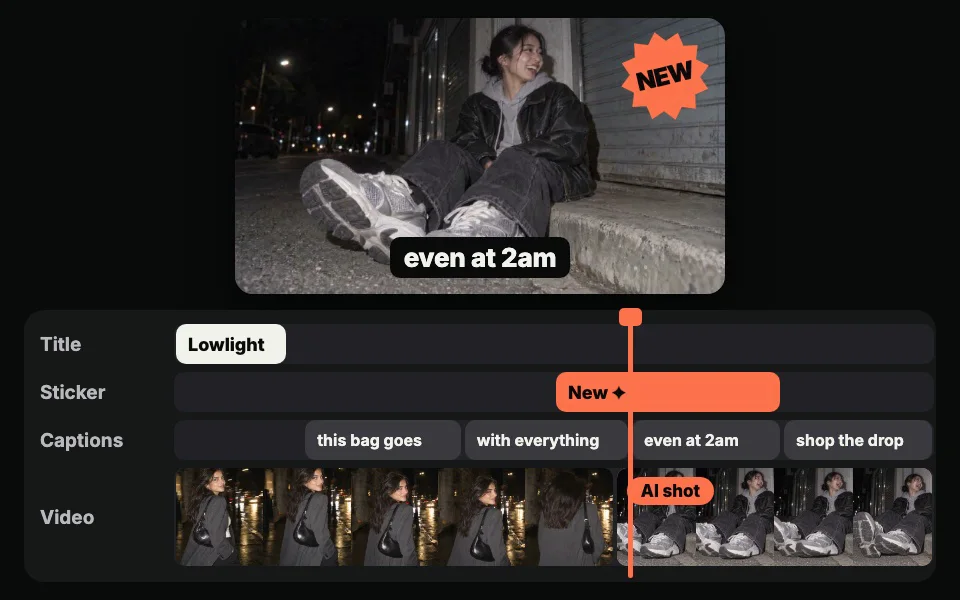 NEW
even at 2am
Title
Lowlight
Sticker
New ✦
Captions
this bag goes
with everything
even at 2am
shop the drop
Video
AI shot